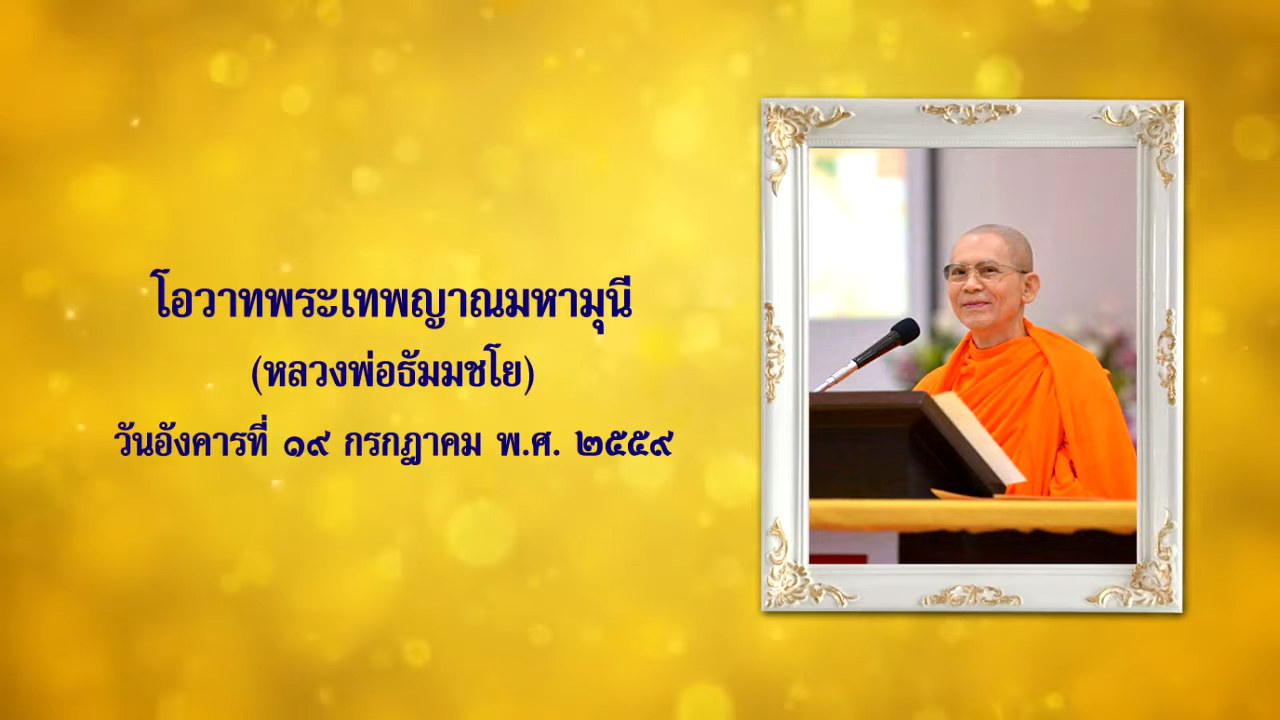 โอวาทพระเทพญาณมหามุนี
(หลวงพ่อธัมมชโย)
วันอังคารที่ ๑๙ กรกฎาคม พ.ศ. ๒๕๕๙